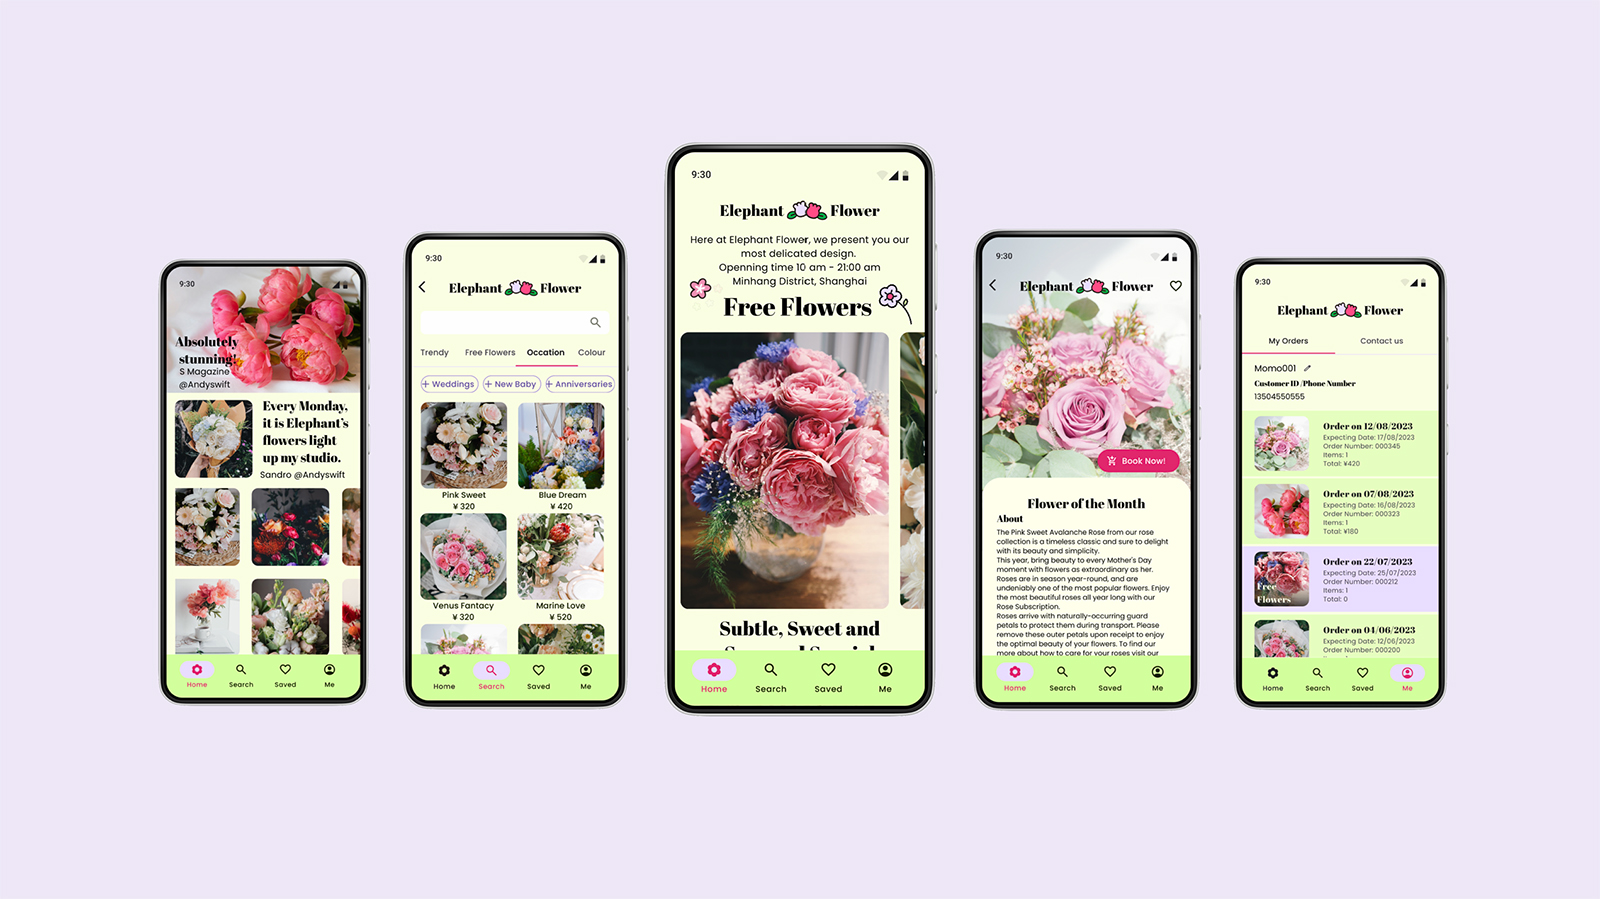 9:30
Absolutely
stunning!
S Magazine
@Andyswift
Every Monday,
it is Elephant's
flowers light
up my studio.
Sandro @Andyswift
Home
Search
Saved
Me
9:30
Elephant Flower
Trendy
Free Flowers
Occation
Colour
+ Weddings
+ New Baby
+ Anniversaries
Pink Sweet
¥ 320
Blue Dream
¥ 420
Venus Fantacy
¥ 320
Marine Love
¥ 520
Home
Search
Saved
Me
9:30
Elephant Flower
Here at Elephant Flower, we present you our
most delicated design.
Openning time 10 am - 21:00 am
Minhang District, Shanghai
Free Flowers
Subtle, Sweet and
Home
Search
Saved
Me
9:30
Elephant Flower
Book Now!
Flower of the Month
About
The Pink Sweet Avalanche Rose from our rose
collection is a timeless classic and sure to delight
with its beauty and simplicity.
This year, bring beauty to every Mother's Day
moment with flowers as extraordinary as her.
Roses are in season year-round, and are
undeniably one of the most popular flowers. Enjoy
the most beautiful roses all year long with our
Rose Subscription.
Roses arrive with naturally-occurring guard
petals to protect them during transport. Please
remove these outer petals upon receipt to enjoy
the optimal beauty of your flowers. To find our
more about how to care for your roses visit our
Home
Search
Saved
Me
9:30
Elephant Flower
My Orders
Contact us
Momo001
Customer ID/Phone Number
13504550555
Order on 12/08/2023
Expecting Date: 17/08/2023
Order Number: 000345
Items: 1
Total: ¥420
Order on 07/08/2023
Expecting Date: 16/08/2023
Order Number: 000323
Items: 1
Total: ¥180
Free
Flowers
Order on 22/07/2023
Expecting Date: 25/07/2023
Order Number: 000212
Items: 1
Total: 0
Order on 04/06/2023
Expecting Date: 12/06/2023
Order Number: 000200
Home
Search
Saved
Me